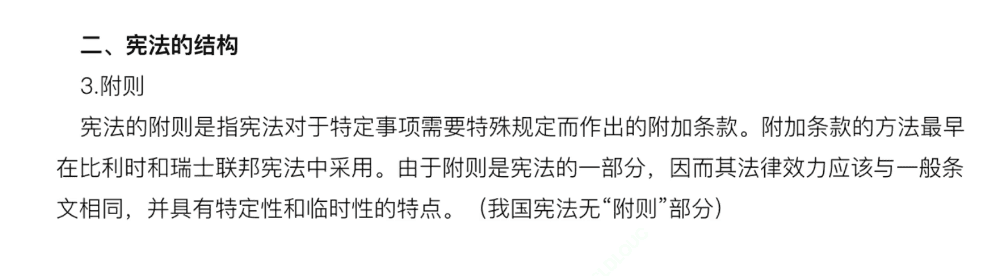 二、宪法的结构
3.附则
宪法的附则是指宪法对于特定事项需要特殊规定而作出的附加条款。附加条款的方法最早
在比利时和瑞士联邦宪法中采用。由于附则是宪法的一部分，因而其法律效力应该与一般条
文相同，并具有特定性和临时性的特点。（我国宪法无“附则”部分）